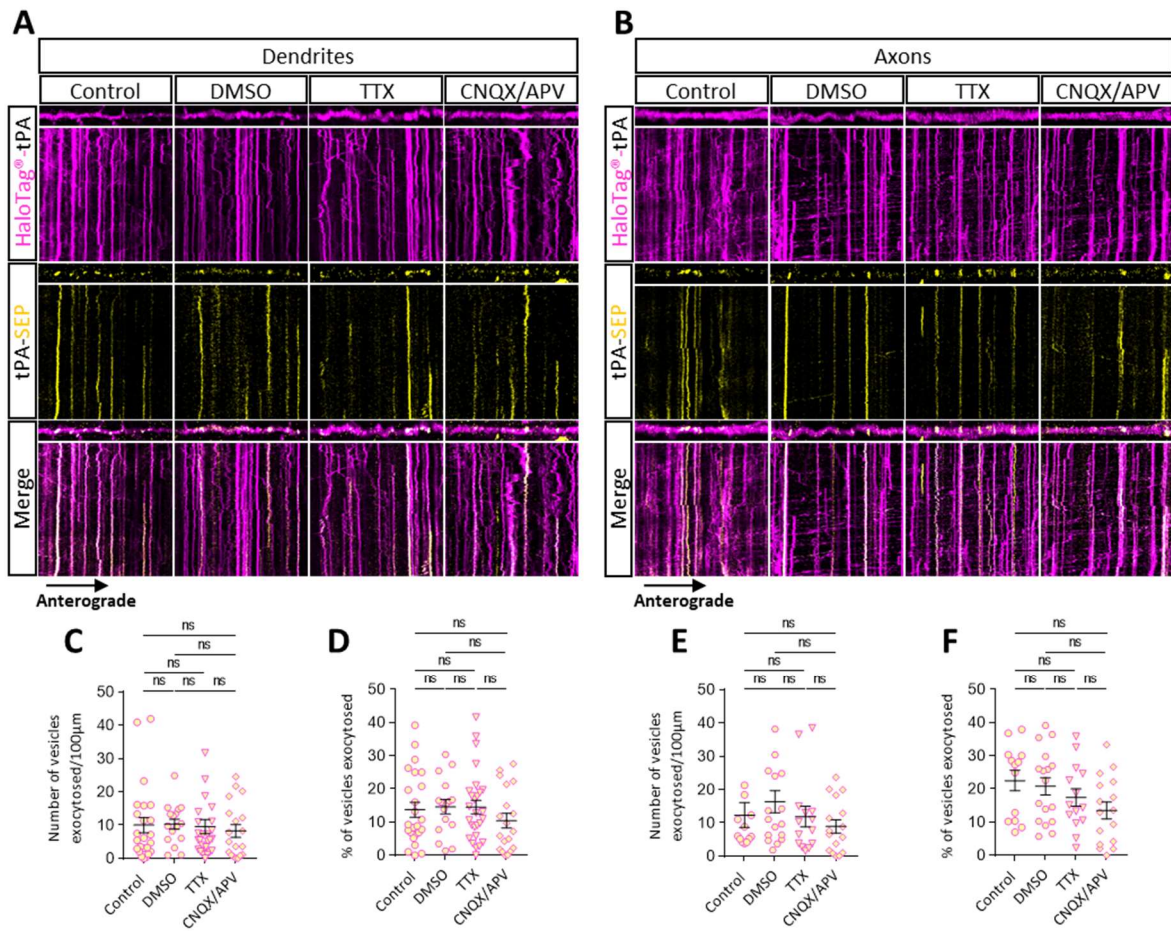 A
Dendrites
Control DMSO TTX CNQX/APV
HaloTag®-tPA
tPA-SEP
Merge
Anterograde
B
Axons
Control DMSO TTX CNQX/APV
HaloTag®-tPA
tPA-SEP
Merge
Anterograde
C
ns
ns
ns
ns ns ns
Number of vesicles
exocytosed/100µm
50
40
30
20
10
0
Control DMSO TTX CNQX/APV
D
ns
ns
ns
ns ns ns
% of vesicles exocytosed
50
40
30
20
10
0
Control DMSO TTX CNQX/APV
E
ns
ns
ns
ns ns ns
Number of vesicles
exocytosed/100µm
50
40
30
20
10
0
Control DMSO TTX CNQX/APV
F
ns
ns
ns
ns ns ns
% of vesicles exocytosed
50
40
30
20
10
0
Control DMSO TTX CNQX/APV